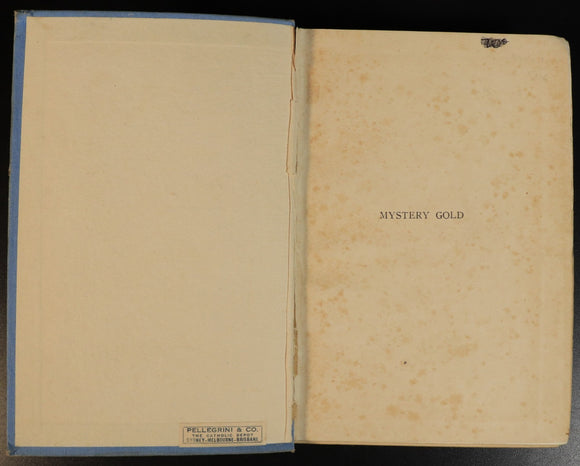 MYSTERY GOLD
PELLEGRINI & CO.
THE CATHOLIC DEPOT
SYDNEY-MELBOURNE-BRISBANE